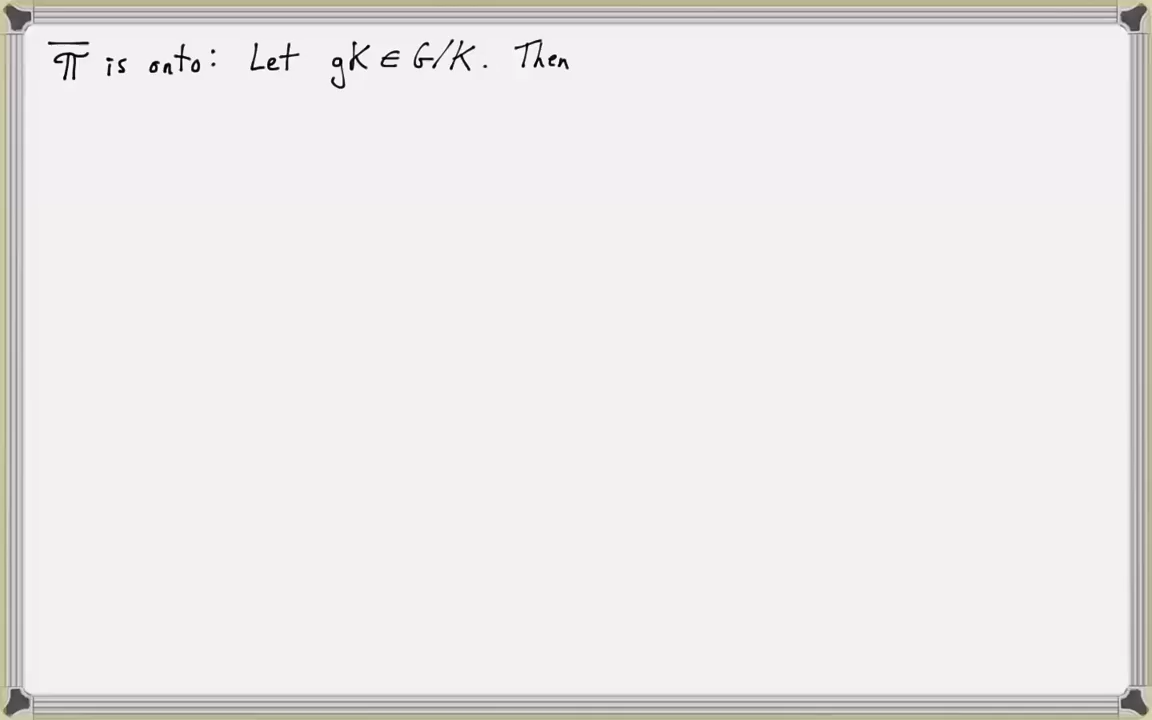 π̅ is onto: Let gK ∈ G/K. Then